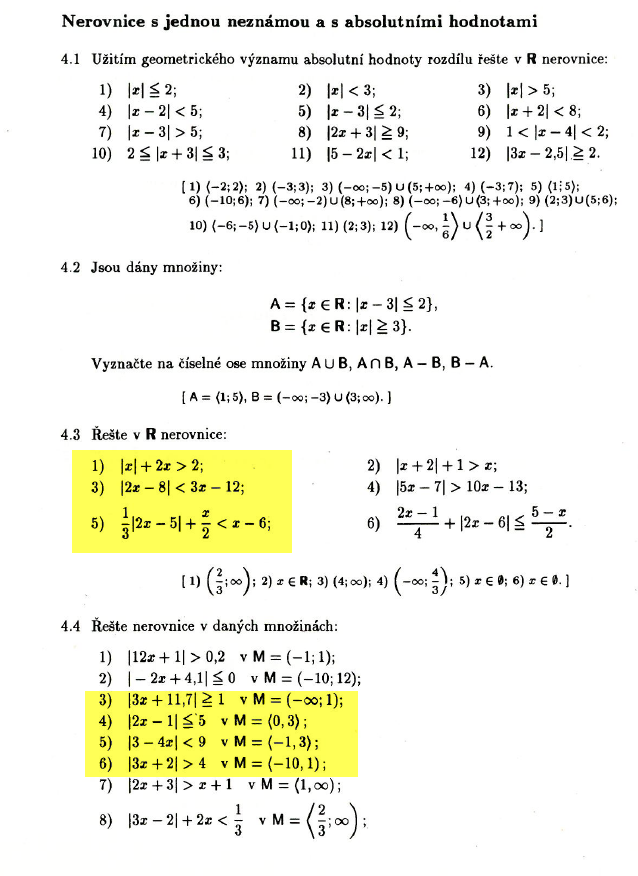 Nerovnice s jednou neznámou a s absolutními hodnotami
4.1 Užitím geometrického významu absolutní hodnoty rozdílu řešte v R nerovnice:
1) |x| ≦ 2; 2) |x| < 3; 3) |x| > 5;
4) |x − 2| < 5; 5) |x − 3| ≦ 2; 6) |x + 2| < 8;
7) |x − 3| > 5; 8) |2x + 3| ≧ 9; 9) 1 < |x − 4| < 2;
10) 2 ≦ |x + 3| ≦ 3; 11) |5 − 2x| < 1; 12) |3x − 2,5| ≧ 2.
[ 1) ⟨−2; 2⟩; 2) (−3; 3); 3) (−∞; −5) ∪ (5; +∞); 4) (−3; 7); 5) ⟨1; 5⟩;
6) (−10; 6); 7) (−∞; −2) ∪ (8; +∞); 8) (−∞; −6⟩ ∪ ⟨3; +∞); 9) (2; 3) ∪ (5; 6);
10) ⟨−6; −5⟩ ∪ ⟨−1; 0⟩; 11) (2; 3); 12) (−∞, 1/6⟩ ∪ ⟨3/2 + ∞). ]
4.2 Jsou dány množiny:
A = {x ∈ R: |x − 3| ≦ 2},
B = {x ∈ R: |x| ≧ 3}.
Vyznačte na číselné ose množiny A ∪ B, A ∩ B, A − B, B − A.
[ A = ⟨1; 5⟩, B = (−∞; −3⟩ ∪ ⟨3; ∞). ]
4.3 Řešte v R nerovnice:
1) |x| + 2x > 2; 2) |x + 2| + 1 > x;
3) |2x − 8| < 3x − 12; 4) |5x − 7| > 10x − 13;
5) 1/3|2x − 5| + x/2 < x − 6; 6) (2x − 1)/4 + |2x − 6| ≦ (5 − x)/2.
[ 1) (2/3; ∞); 2) x ∈ R; 3) (4; ∞); 4) (−∞; 4/3); 5) x ∈ ∅; 6) x ∈ ∅. ]
4.4 Řešte nerovnice v daných množinách:
1) |12x + 1| > 0,2 v M = (−1; 1);
2) | − 2x + 4,1| ≦ 0 v M = (−10; 12);
3) |3x + 11,7| ≧ 1 v M = (−∞; 1);
4) |2x − 1| ≦ 5 v M = ⟨0, 3⟩;
5) |3 − 4x| < 9 v M = ⟨−1, 3⟩;
6) |3x + 2| > 4 v M = ⟨−10, 1⟩;
7) |2x + 3| > x + 1 v M = ⟨1, ∞);
8) |3x − 2| + 2x < 1/3 v M = ⟨2/3; ∞);